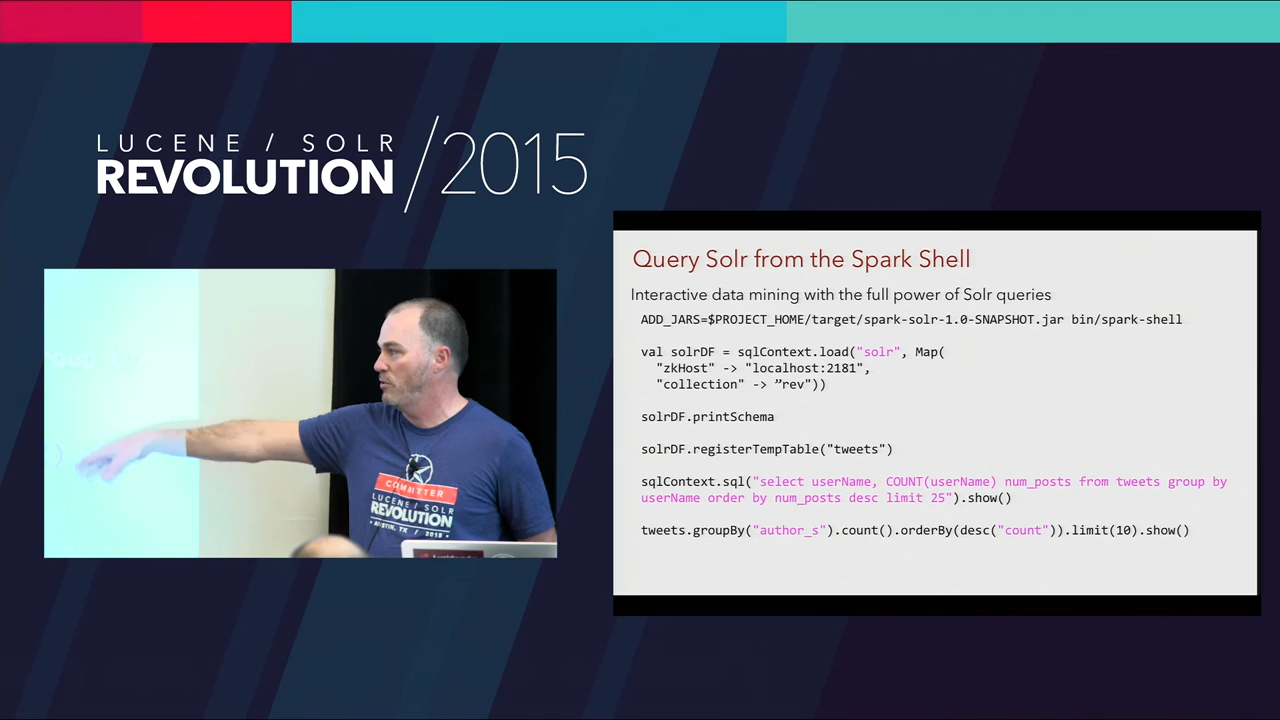 LUCENE / SOLR
REVOLUTION /2015
Query Solr from the Spark Shell
Interactive data mining with the full power of Solr queries
ADD_JARS=$PROJECT_HOME/target/spark-solr-1.0-SNAPSHOT.jar bin/spark-shell
val solrDF = sqlContext.load("solr", Map(
"zkHost" -> "localhost:2181",
"collection" -> ”rev"))
solrDF.printSchema
solrDF.registerTempTable("tweets")
sqlContext.sql("select userName, COUNT(userName) num_posts from tweets group by
userName order by num_posts desc limit 25").show()
tweets.groupBy("author_s").count().orderBy(desc("count")).limit(10).show()
COMMITTER
LUCENE / SOLR
REVOLUTION
AUSTIN, TX / 2015